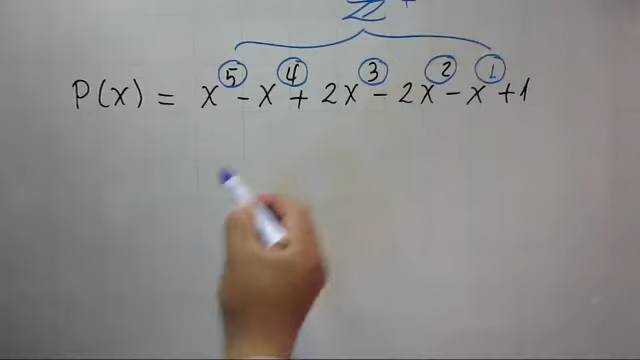 Z⁺
P(x) = x⁵ - x⁴ + 2x³ - 2x² - x¹ + 1